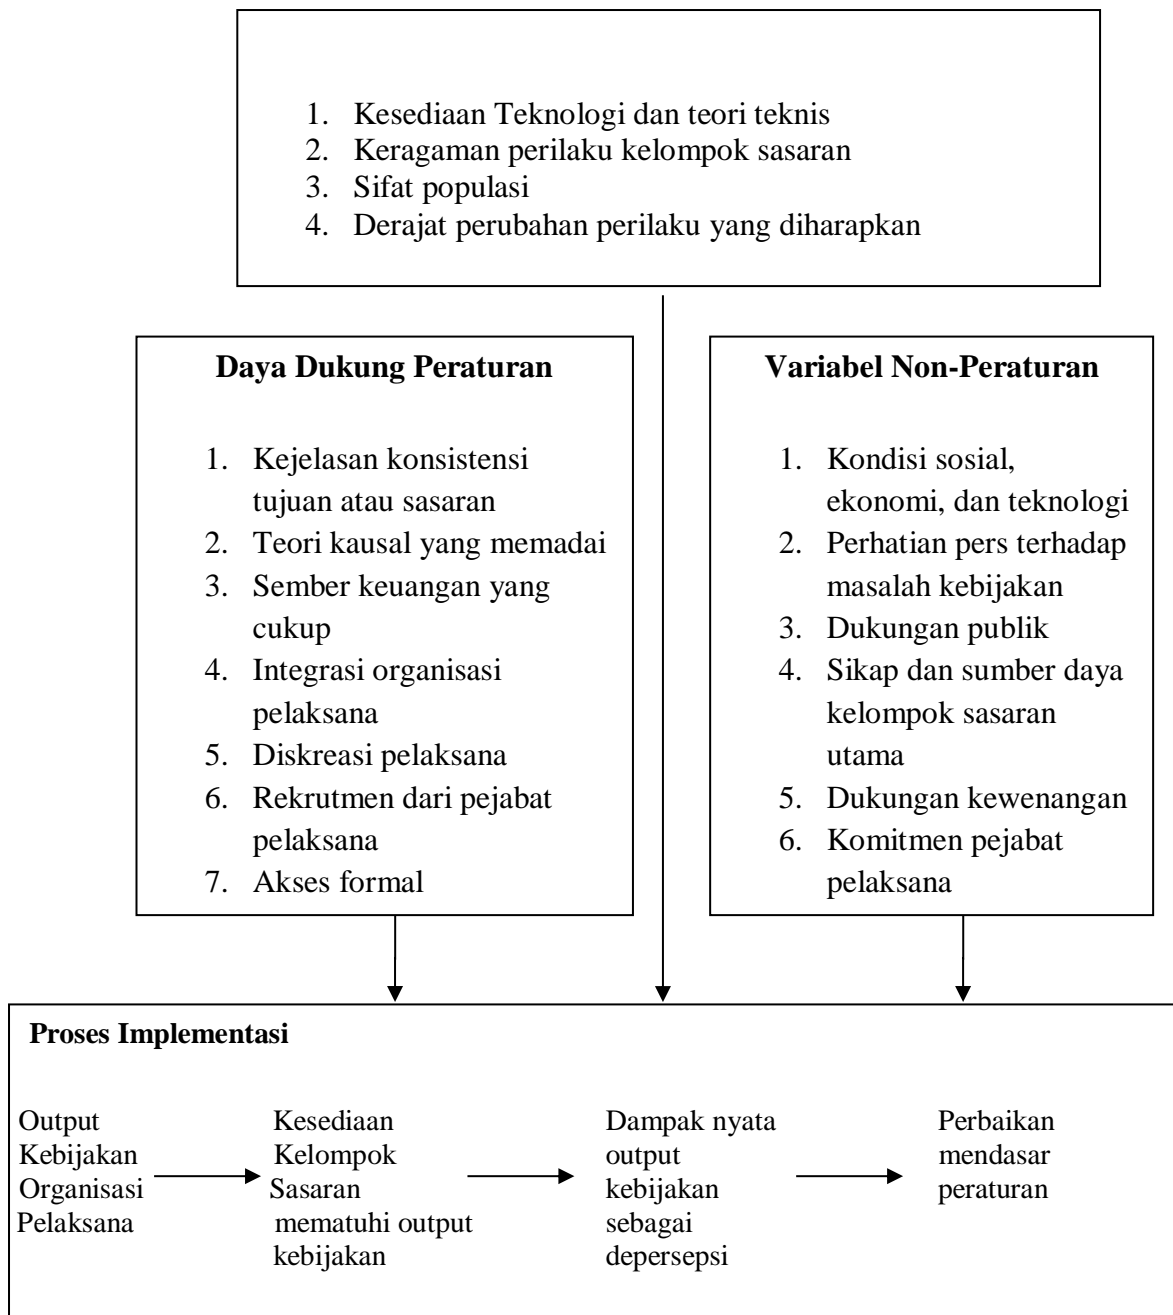 1. Kesediaan Teknologi dan teori teknis
2. Keragaman perilaku kelompok sasaran
3. Sifat populasi
4. Derajat perubahan perilaku yang diharapkan
Daya Dukung Peraturan
1. Kejelasan konsistensi
tujuan atau sasaran
2. Teori kausal yang memadai
3. Sember keuangan yang
cukup
4. Integrasi organisasi
pelaksana
5. Diskreasi pelaksana
6. Rekrutmen dari pejabat
pelaksana
7. Akses formal
Variabel Non-Peraturan
1. Kondisi sosial,
ekonomi, dan teknologi
2. Perhatian pers terhadap
masalah kebijakan
3. Dukungan publik
4. Sikap dan sumber daya
kelompok sasaran
utama
5. Dukungan kewenangan
6. Komitmen pejabat
pelaksana
Proses Implementasi
Output
Kebijakan
Organisasi
Pelaksana
Kesediaan
Kelompok
Sasaran
mematuhi output
kebijakan
Dampak nyata
output
kebijakan
sebagai
depersepsi
Perbaikan
mendasar
peraturan